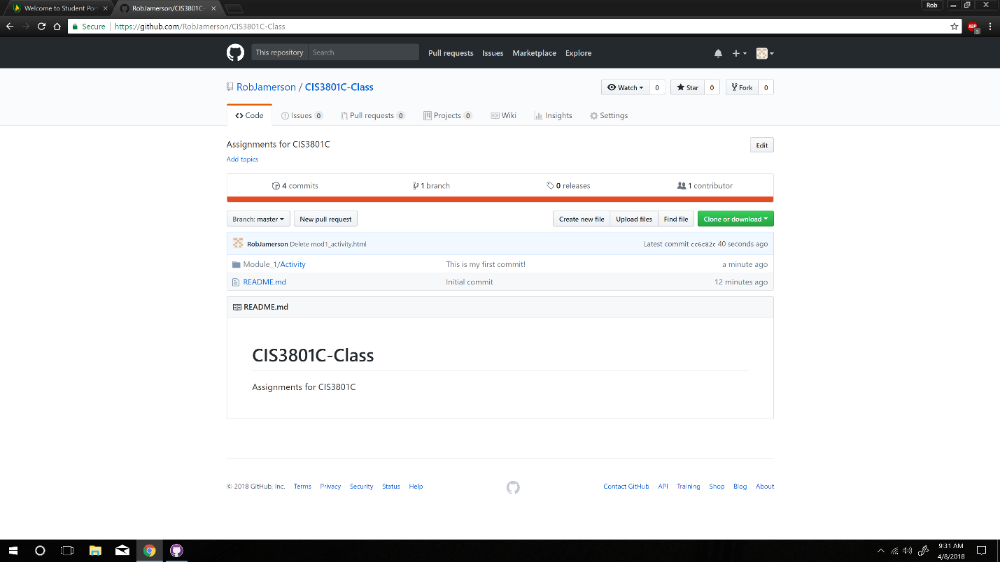 Welcome to Student Por
RobJamerson/CIS3801C-
Rob
Secure https://github.com/RobJamerson/CIS3801C-Class
ABP 3
This repository Search Pull requests Issues Marketplace Explore
RobJamerson / CIS3801C-Class
Watch 0 Star 0 Fork 0
Code Issues 0 Pull requests 0 Projects 0 Wiki Insights Settings
Assignments for CIS3801C
Edit
Add topics
4 commits 1 branch 0 releases 1 contributor
Branch: master New pull request Create new file Upload files Find file Clone or download
RobJamerson Delete mod1_activity.html Latest commit cc6c82c 40 seconds ago
Module_1/Activity This is my first commit! a minute ago
README.md Initial commit 12 minutes ago
README.md
CIS3801C-Class
Assignments for CIS3801C
© 2018 GitHub, Inc. Terms Privacy Security Status Help Contact GitHub API Training Shop Blog About
9:31 AM
4/8/2018